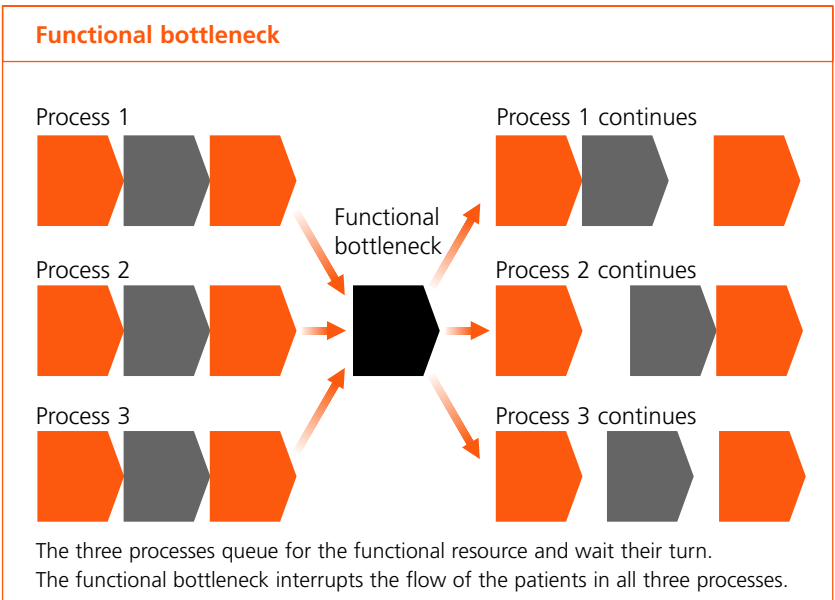 Functional bottleneck
Process 1
Process 1 continues
Functional
bottleneck
Process 2
Process 2 continues
Process 3
Process 3 continues
The three processes queue for the functional resource and wait their turn.
The functional bottleneck interrupts the flow of the patients in all three processes.